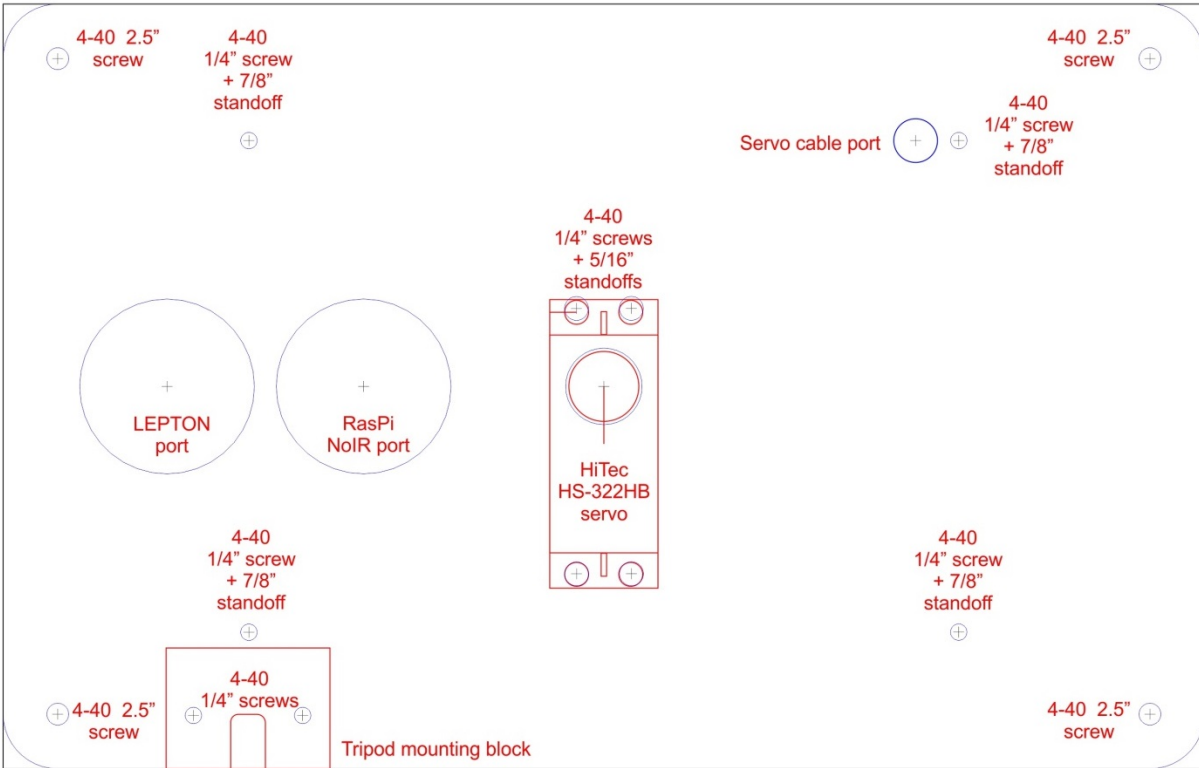 4-40 2.5”
screw
4-40
1/4” screw
+ 7/8”
standoff
4-40 2.5”
screw
Servo cable port
4-40
1/4” screw
+ 7/8”
standoff
4-40
1/4” screws
+ 5/16”
standoffs
LEPTON
port
RasPi
NoIR port
HiTec
HS-322HB
servo
4-40
1/4” screw
+ 7/8”
standoff
4-40
1/4” screw
+ 7/8”
standoff
4-40 2.5”
screw
4-40
1/4” screws
Tripod mounting block
4-40 2.5”
screw